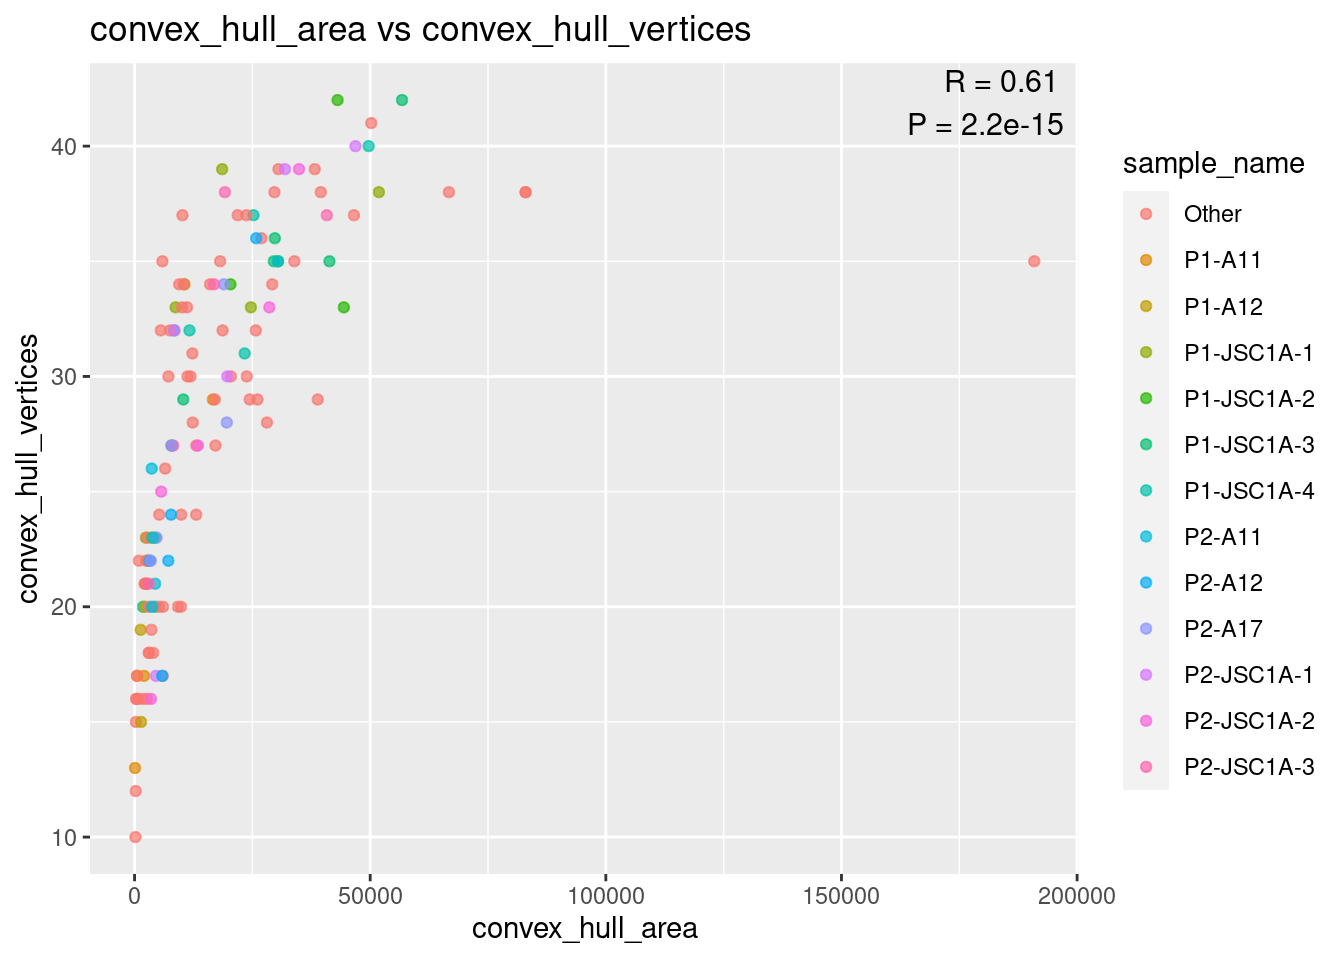 convex_hull_area vs convex_hull_vertices
R = 0.61
P = 2.2e-15
convex_hull_vertices
40
30
20
10
0
50000
100000
150000
200000
convex_hull_area
sample_name
Other
P1-A11
P1-A12
P1-JSC1A-1
P1-JSC1A-2
P1-JSC1A-3
P1-JSC1A-4
P2-A11
P2-A12
P2-A17
P2-JSC1A-1
P2-JSC1A-2
P2-JSC1A-3